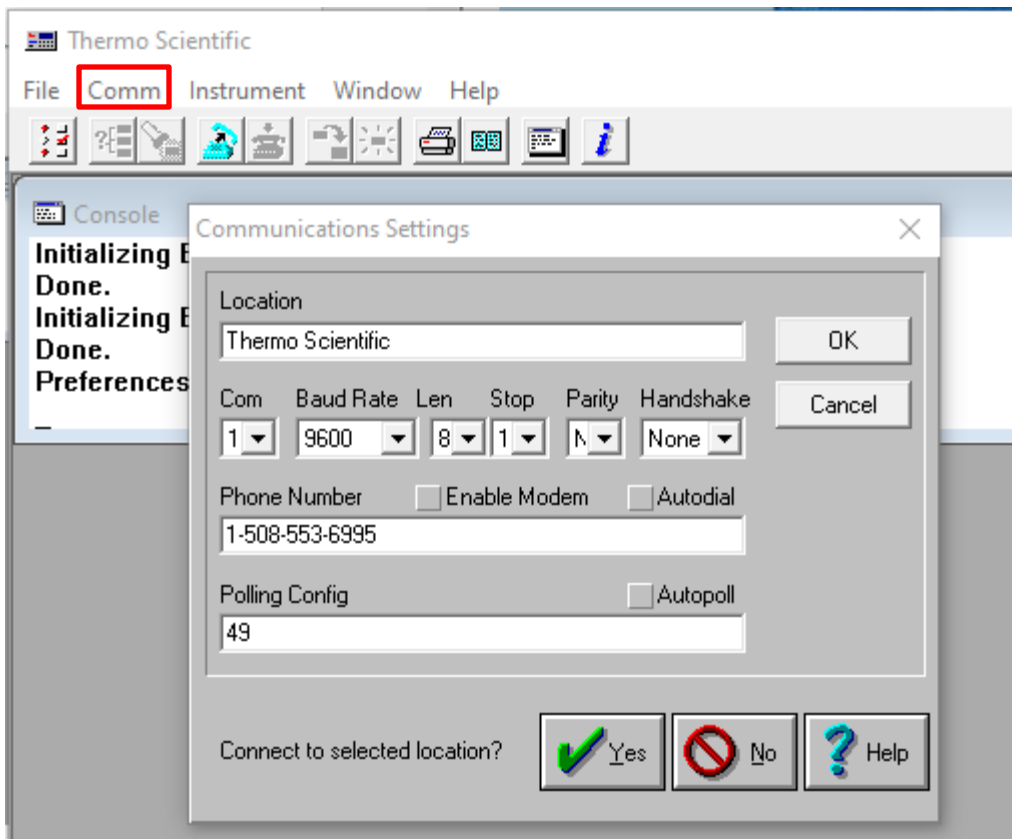 Thermo Scientific
File Comm Instrument Window Help
Console
Initializing
Done.
Initializing
Done.
Preferences
Communications Settings
Location
Thermo Scientific
OK
Cancel
Com Baud Rate Len Stop Parity Handshake
1 9600 8 1 N None
Phone Number Enable Modem Autodial
1-508-553-6995
Polling Config Autopoll
49
Connect to selected location? Yes No Help